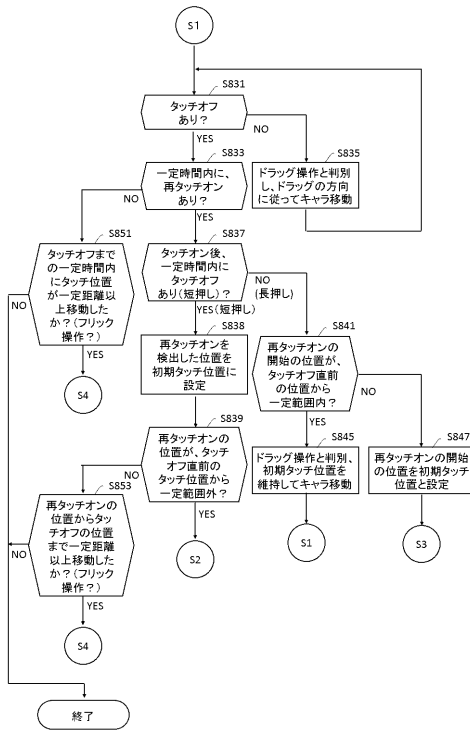 S1
S831
タッチオフ
あり？
NO
YES
S833
S835
一定時間内に、
再タッチオン
あり？
ドラッグ操作と判別
し、ドラッグの方向
に従ってキャラ移動
NO
YES
S851
S837
タッチオフまで
の一定時間内
にタッチ位置
が一定距離以
上移動した
か？（フリック
操作？）
NO
YES
S4
タッチオン後、
一定時間内に
タッチオフ
あり（短押し）？
NO
(長押し)
YES（短押し）
S838
再タッチオンを
検出した位置を
初期タッチ位置に
設定
S841
再タッチオンの
開始の位置が、
タッチオフ直前
の位置から
一定範囲内？
NO
YES
S839
再タッチオンの
位置が、タッチ
オフ直前の
タッチ位置から
一定範囲外？
NO
YES
S2
S845
ドラッグ操作と判別、
初期タッチ位置を
維持してキャラ移動
S1
S847
再タッチオンの開始
の位置を初期タッチ
位置と設定
S3
S853
再タッチオンの
位置からタッ
チオフの位置
まで一定距離
以上移動した
か？（フリック
操作？）
NO
YES
S4
終了